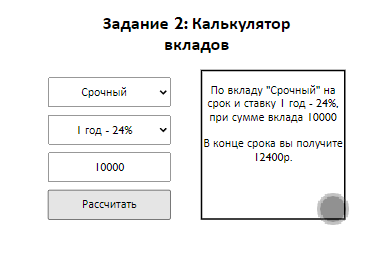 Задание 2: Калькулятор
вкладов
Срочный
1 год - 24%
10000
Рассчитать
По вкладу "Срочный" на
срок и ставку 1 год - 24%,
при сумме вклада 10000
В конце срока вы получите
12400р.